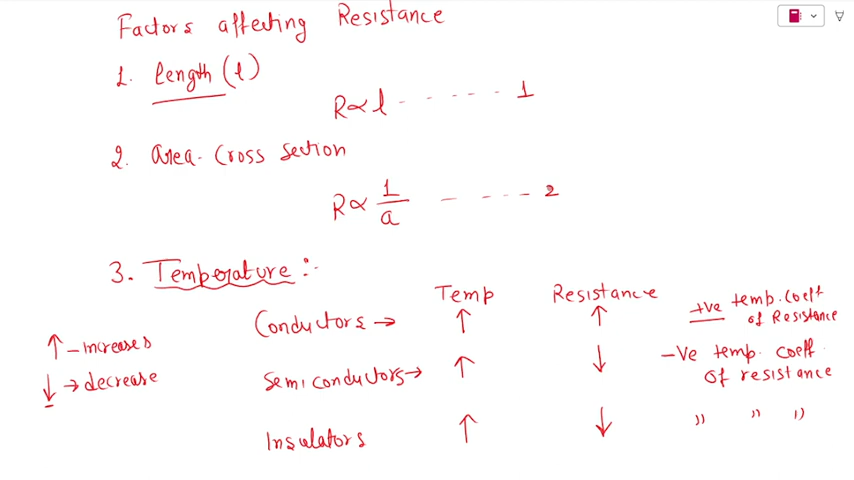 Factors affecting Resistance
1. length (l)
R∝l - - - - - - - 1
2. area- Cross section
R∝ 1/a - - - - - - 2
3. Temperature :-
Temp Resistance
Conductors → ↑ ↑ +ve temp. Coeff of Resistance
↑ - increases
Semiconductors → ↑ ↓ -Ve temp. coeff. of resistance
↓ → decrease
Insulators ↑ ↓ 〃 〃 〃